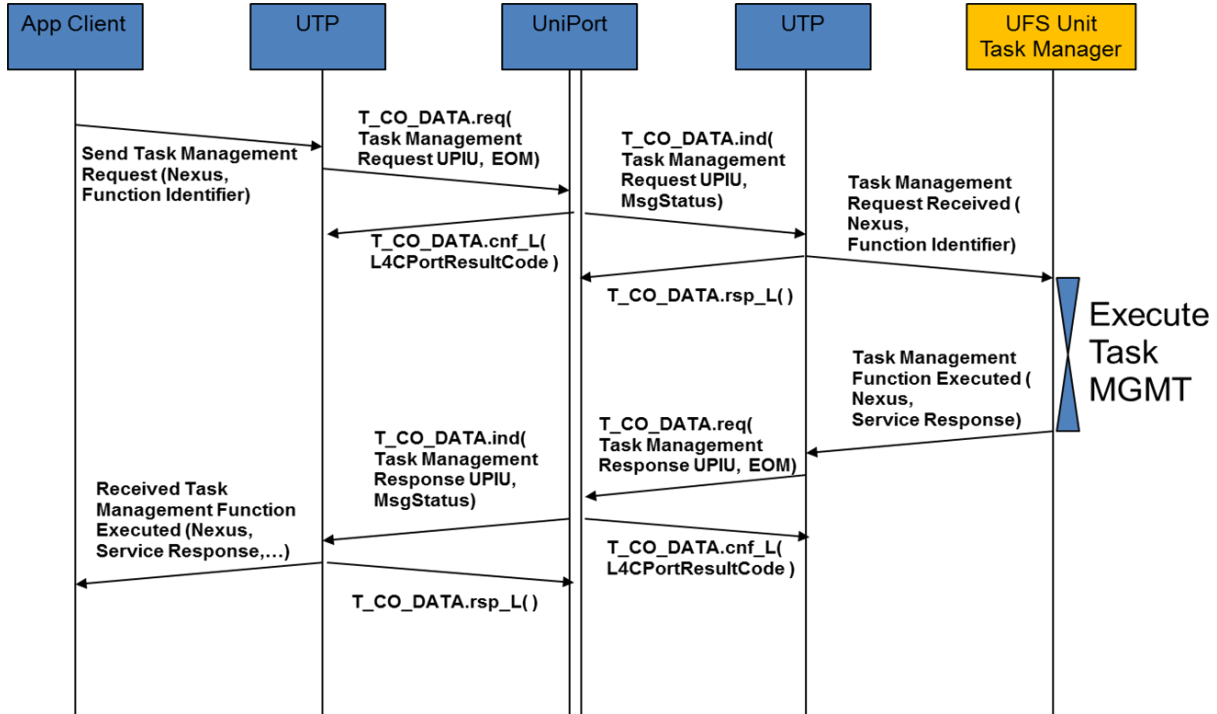 App Client
UTP
UniPort
UTP
UFS Unit
Task Manager
T_CO_DATA.req(
Task Management
Request UPIU, EOM)
T_CO_DATA.ind(
Task Management
Request UPIU,
MsgStatus)
Send Task Management
Request (Nexus,
Function Identifier)
Task Management
Request Received (
Nexus,
Function Identifier)
T_CO_DATA.cnf_L(
L4CPortResultCode )
T_CO_DATA.rsp_L( )
Execute
Task
MGMT
Task Management
Function Executed (
Nexus,
Service Response)
T_CO_DATA.req(
Task Management
Response UPIU, EOM)
T_CO_DATA.ind(
Task Management
Response UPIU,
MsgStatus)
Received Task
Management Function
Executed (Nexus,
Service Response,…)
T_CO_DATA.cnf_L(
L4CPortResultCode )
T_CO_DATA.rsp_L( )